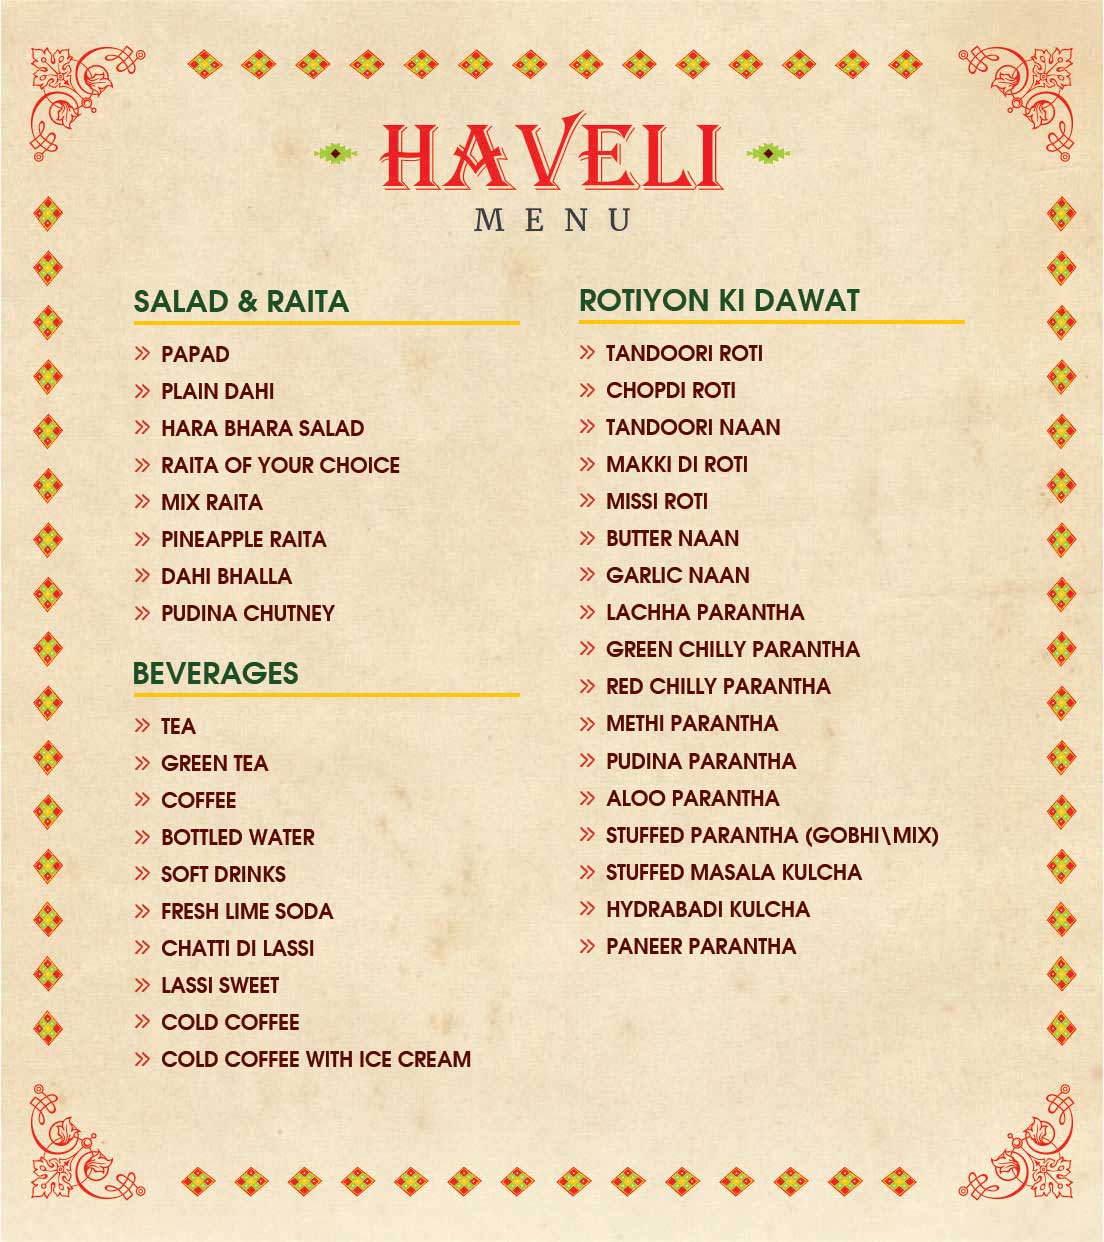 HAVELI
MENU
SALAD & RAITA
PAPAD
PLAIN DAHI
HARA BHARA SALAD
RAITA OF YOUR CHOICE
MIX RAITA
PINEAPPLE RAITA
DAHI BHALLA
PUDINA CHUTNEY
BEVERAGES
TEA
GREEN TEA
COFFEE
BOTTLED WATER
SOFT DRINKS
FRESH LIME SODA
CHATTI DI LASSI
LASSI SWEET
COLD COFFEE
COLD COFFEE WITH ICE CREAM
ROTIYON KI DAWAT
TANDOORI ROTI
CHOPDI ROTI
TANDOORI NAAN
MAKKI DI ROTI
MISSI ROTI
BUTTER NAAN
GARLIC NAAN
LACHHA PARANTHA
GREEN CHILLY PARANTHA
RED CHILLY PARANTHA
METHI PARANTHA
PUDINA PARANTHA
ALOO PARANTHA
STUFFED PARANTHA (GOBHI\MIX)
STUFFED MASALA KULCHA
HYDRABADI KULCHA
PANEER PARANTHA